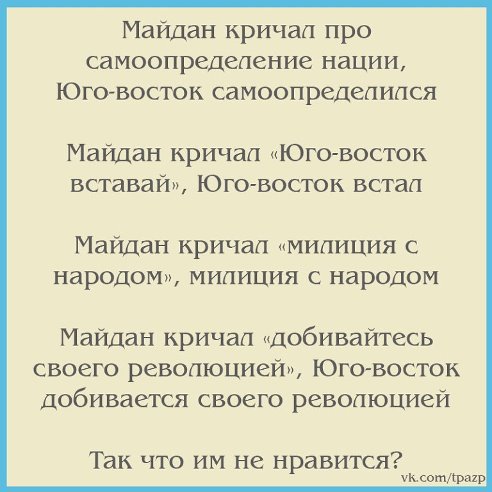 Майдан кричал про
самоопределение нации,
Юго-восток самоопределился
Майдан кричал «Юго-восток
вставай», Юго-восток встал
Майдан кричал «милиция с
народом», милиция с народом
Майдан кричал «добивайтесь
своего революцией», Юго-восток
добивается своего революцией
Так что им не нравится?
vk.com/tpazp